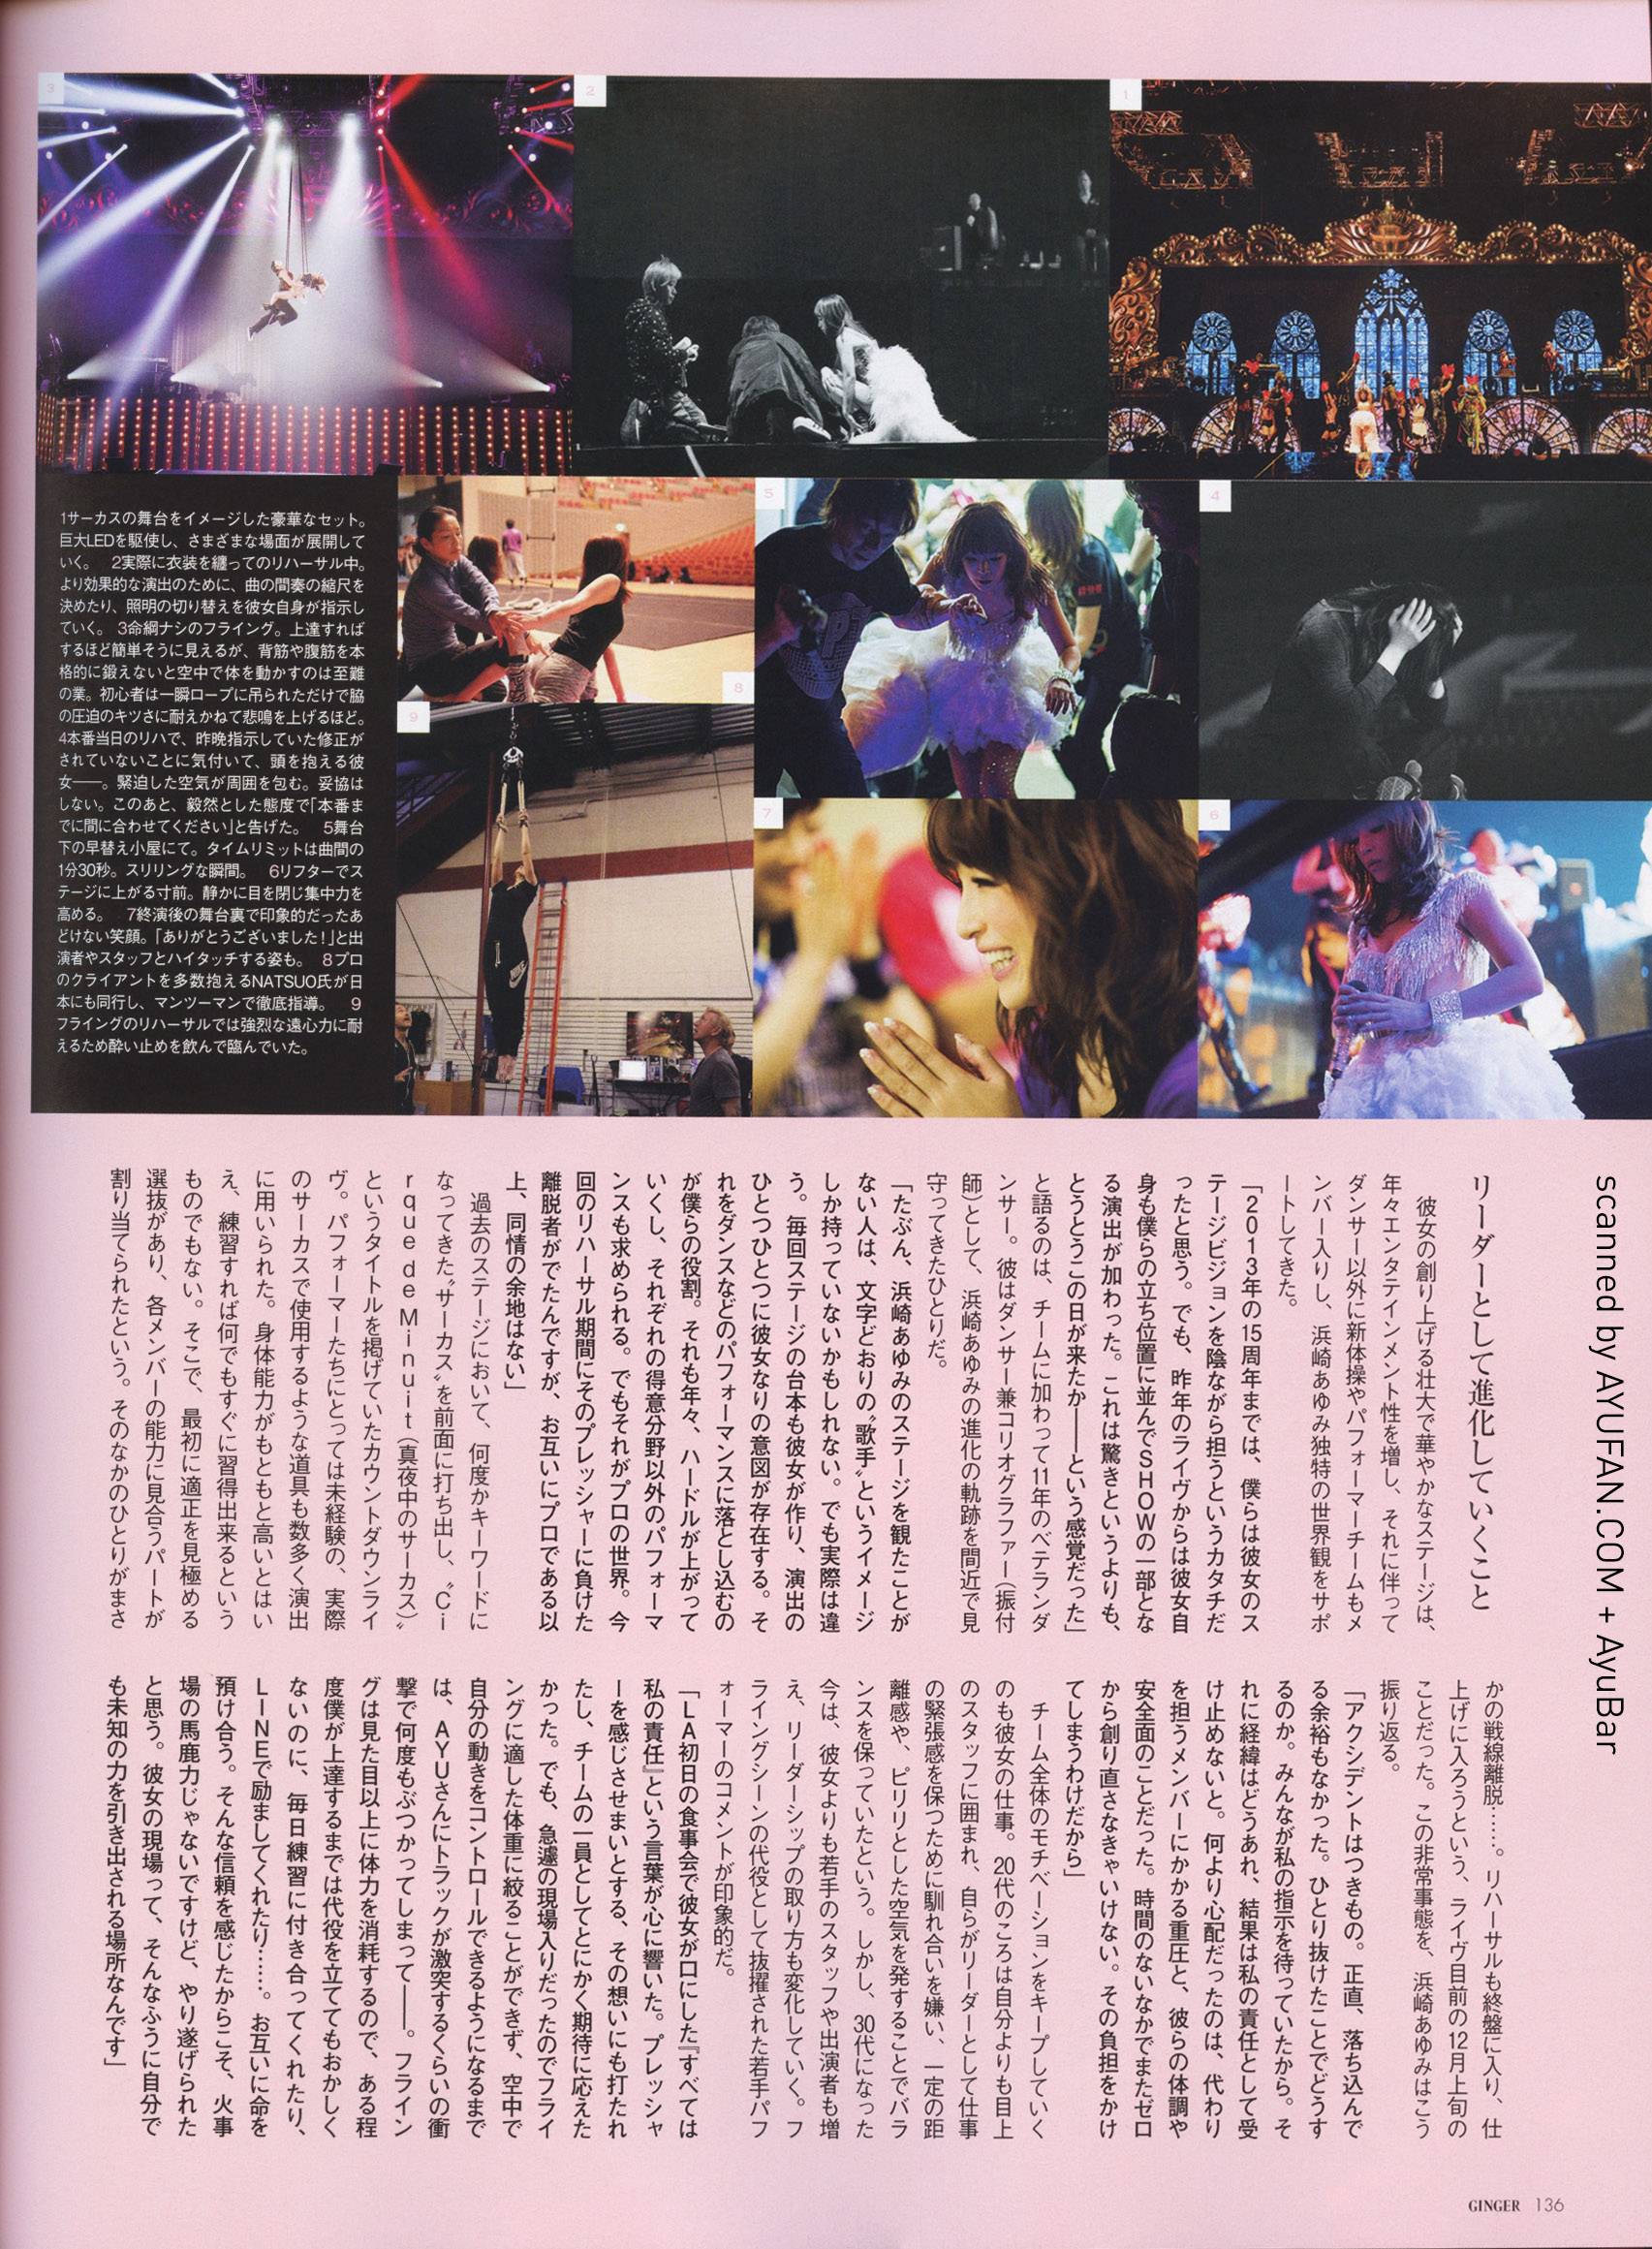 3
2
1
5
4
8
9
7
6
1サーカスの舞台をイメージした豪華なセット。
巨大LEDを駆使し、さまざまな場面が展開して
いく。 2実際に衣装を纏ってのリハーサル中。
より効果的な演出のために、曲の間奏の縮尺を
決めたり、照明の切り替えを彼女自身が指示し
ていく。 3命綱ナシのフライング。上達すれば
するほど簡単そうに見えるが、背筋や腹筋を本
格的に鍛えないと空中で体を動かすのは至難
の業。初心者は一瞬ロープに吊られただけで脇
の圧迫のキツさに耐えかねて悲鳴を上げるほど。
4本番当日のリハで、昨晩指示していた修正が
されていないことに気付いて、頭を抱える彼
女――。緊迫した空気が周囲を包む。妥協は
しない。このあと、毅然とした態度で「本番ま
でに間に合わせてください」と告げた。 5舞台
下の早替え小屋にて。タイムリミットは曲間の
1分30秒。スリリングな瞬間。 6リフターでス
テージに上がる寸前。静かに目を閉じ集中力を
高める。 7終演後の舞台裏で印象的だったあ
どけない笑顔。「ありがとうございました!」と出
演者やスタッフとハイタッチする姿も。 8プロ
のクライアントを多数抱えるNATSUO氏が日
本にも同行し、マンツーマンで徹底指導。 9
フライングのリハーサルでは強烈な遠心力に耐
えるため酔い止めを飲んで臨んでいた。
リーダーとして進化していくこと
彼女の創り上げる壮大で華やかなステージは、
年々エンタテインメント性を増し、それに伴って
ダンサー以外に新体操やパフォーマーチームもメ
ンバー入りし、浜崎あゆみ独特の世界観をサポ
ートしてきた。
「2013年の15周年までは、僕らは彼女のス
テージビジョンを陰ながら担うというカタチだ
ったと思う。でも、昨年のライヴからは彼女自
身も僕らの立ち位置に並んでSHOWの一部とな
る演出が加わった。これは驚きというよりも、
とうとうこの日が来たか――という感覚だった」
と語るのは、チームに加わって11年のベテランダ
ンサー。彼はダンサー兼コリオグラファー(振付
師)として、浜崎あゆみの進化の軌跡を間近で見
守ってきたひとりだ。
「たぶん、浜崎あゆみのステージを観たことが
ない人は、文字どおりの〝歌手〟というイメージ
しか持っていないかもしれない。でも実際は違
う。毎回ステージの台本も彼女が作り、演出の
ひとつひとつに彼女なりの意図が存在する。そ
れをダンスなどのパフォーマンスに落とし込むの
が僕らの役割。それも年々、ハードルが上がって
いくし、それぞれの得意分野以外のパフォーマ
ンスも求められる。でもそれがプロの世界。今
回のリハーサル期間にそのプレッシャーに負けた
離脱者がでたんですが、お互いにプロである以
上、同情の余地はない」
過去のステージにおいて、何度かキーワードに
なってきた〝サーカス〟を前面に打ち出し、〝Ci
rque de Minuit(真夜中のサーカス)〟
というタイトルを掲げていたカウントダウンライ
ヴ。パフォーマーたちにとっては未経験の、実際
のサーカスで使用するような道具も数多く演出
に用いられた。身体能力がもともと高いとはい
え、練習すれば何でもすぐに習得出来るという
ものでもない。そこで、最初に適正を見極める
選抜があり、各メンバーの能力に見合うパートが
割り当てられたという。そのなかのひとりがまさ
かの戦線離脱……。リハーサルも終盤に入り、仕
上げに入ろうという、ライヴ目前の12月上旬の
ことだった。この非常事態を、浜崎あゆみはこう
振り返る。
「アクシデントはつきもの。正直、落ち込んで
る余裕もなかった。ひとり抜けたことでどうす
るのか。みんなが私の指示を待っていたから。そ
れに経緯はどうあれ、結果は私の責任として受
け止めないと。何より心配だったのは、代わり
を担うメンバーにかかる重圧と、彼らの体調や
安全面のことだった。時間のないなかでまたゼロ
から創り直さなきゃいけない。その負担をかけ
てしまうわけだから」
チーム全体のモチベーションをキープしていく
のも彼女の仕事。20代のころは自分よりも目上
のスタッフに囲まれ、自らがリーダーとして仕事
の緊張感を保つために馴れ合いを嫌い、一定の距
離感や、ピリリとした空気を発することでバラ
ンスを保っていたという。しかし、30代になった
今は、彼女よりも若手のスタッフや出演者も増
え、リーダーシップの取り方も変化していく。フ
ライングシーンの代役として抜擢された若手パフ
ォーマーのコメントが印象的だ。
「LA初日の食事会で彼女が口にした『すべては
私の責任』という言葉が心に響いた。プレッシャ
ーを感じさせまいとする、その想いにも打たれ
たし、チームの一員としてとにかく期待に応えた
かった。でも、急遽の現場入りだったのでフライ
ングに適した体重に絞ることができず、空中で
自分の動きをコントロールできるようになるまで
は、AYUさんにトラックが激突するくらいの衝
撃で何度もぶつかってしまって――。フライン
グは見た目以上に体力を消耗するので、ある程
度僕が上達するまでは代役を立ててもおかしく
ないのに、毎日練習に付き合ってくれたり、
LINEで励ましてくれたり……。お互いに命を
預け合う。そんな信頼を感じたからこそ、火事
場の馬鹿力じゃないですけど、やり遂げられた
と思う。彼女の現場って、そんなふうに自分で
も未知の力を引き出される場所なんです」
scanned by AYUFAN.COM + AyuBar
GINGER 136